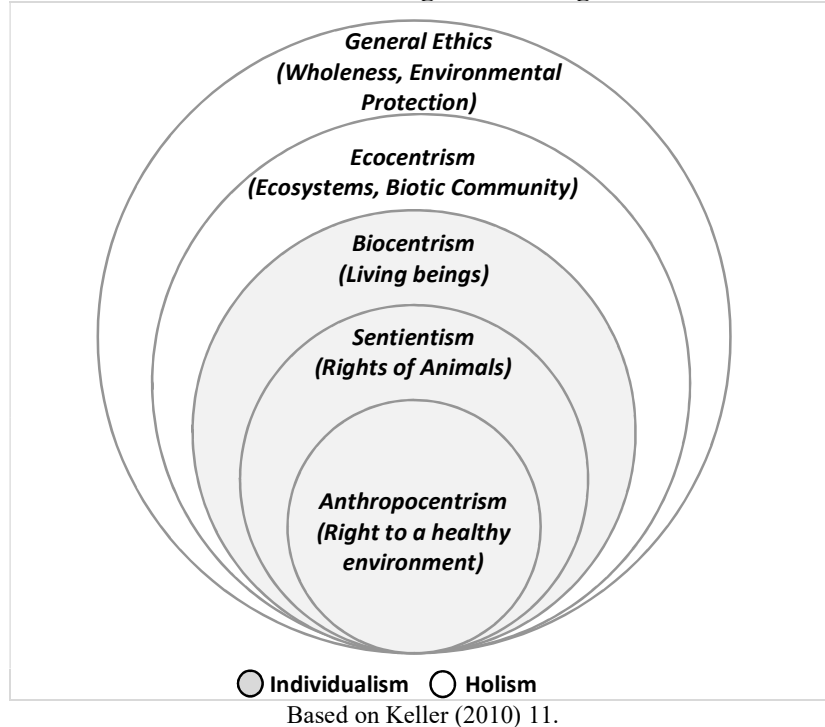 General Ethics
(Wholeness, Environmental
Protection)
Ecocentrism
(Ecosystems, Biotic Community)
Biocentrism
(Living beings)
Sentientism
(Rights of Animals)
Anthropocentrism
(Right to a healthy
environment)
Individualism Holism
Based on Keller (2010) 11.